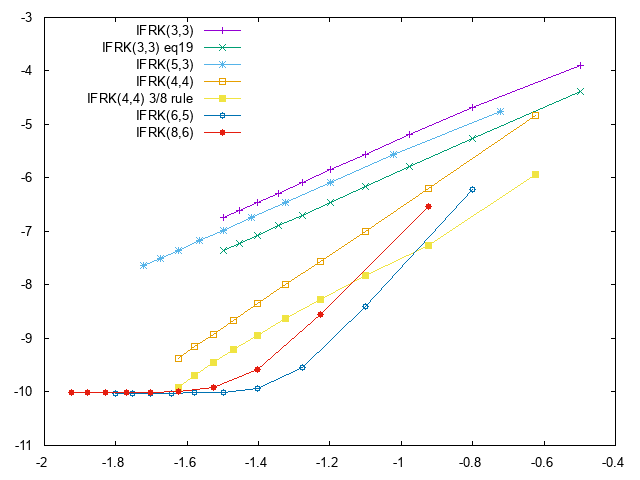 -3
IFRK(3,3)
IFRK(3,3) eq19
IFRK(5,3)
-4
IFRK(4,4)
IFRK(4,4) 3/8 rule
IFRK(6,5)
-5
IFRK(8,6)
-6
-7
-8
-9
-10
-11
-2 -1.8 -1.6 -1.4 -1.2 -1 -0.8 -0.6 -0.4